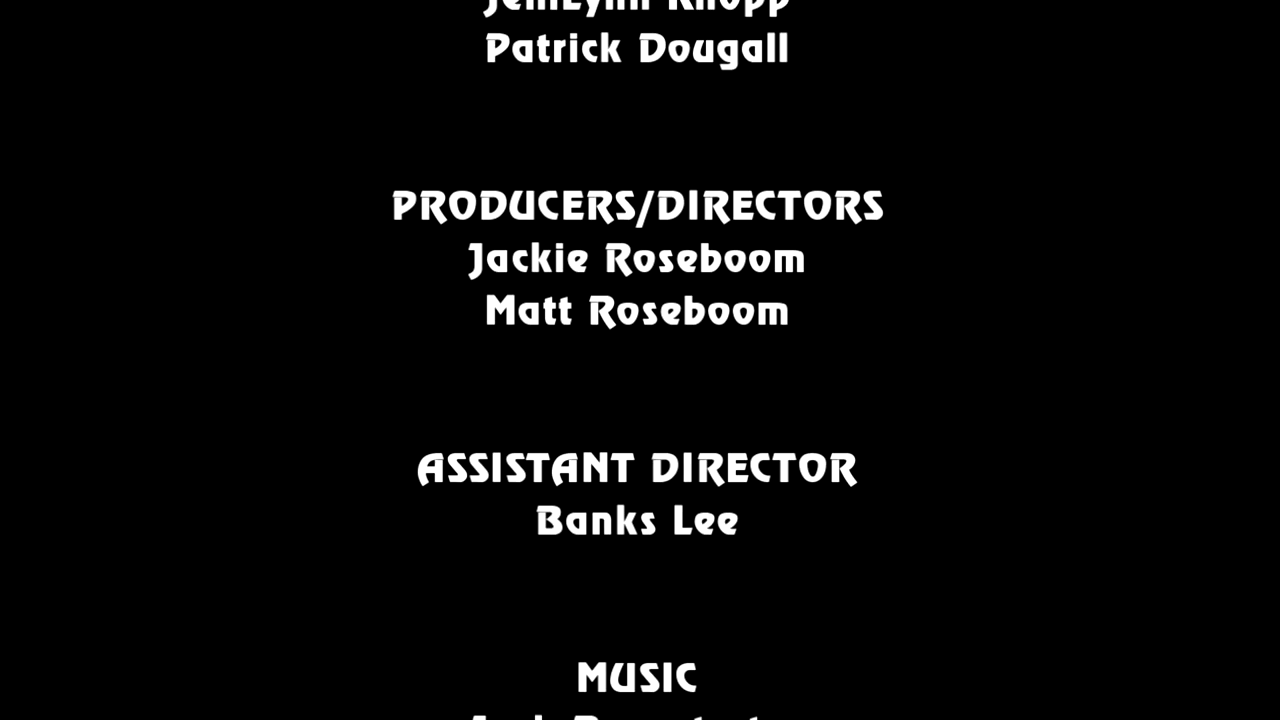 Patrick Dougall
PRODUCERS/DIRECTORS
Jackie Roseboom
Matt Roseboom
ASSISTANT DIRECTOR
Banks Lee
MUSIC